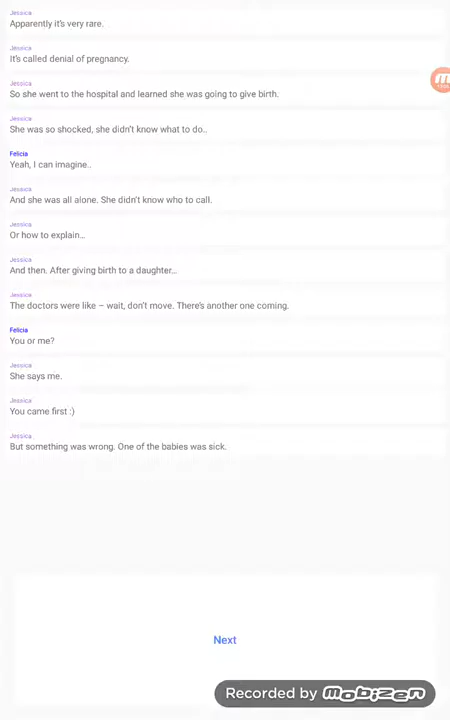 Jessica
Apparently it's very rare.
Jessica
It's called denial of pregnancy.
Jessica
So she went to the hospital and learned she was going to give birth.
Jessica
She was so shocked, she didn't know what to do..
Felicia
Yeah, I can imagine..
Jessica
And she was all alone. She didn't know who to call.
Jessica
Or how to explain...
Jessica
And then. After giving birth to a daughter...
Jessica
The doctors were like – wait, don't move. There's another one coming.
Felicia
You or me?
Jessica
She says me.
Jessica
You came first :)
Jessica
But something was wrong. One of the babies was sick.
Next
Recorded by mobizen